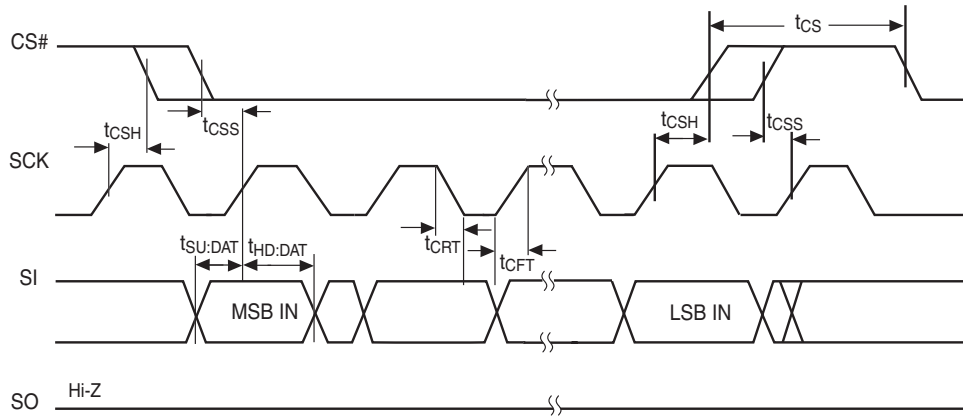 tCS
CS#
tCSH
tCSS
tCSH
tCSS
SCK
tSU:DAT
tHD:DAT
tCRT
tCFT
SI
MSB IN
LSB IN
Hi-Z
SO